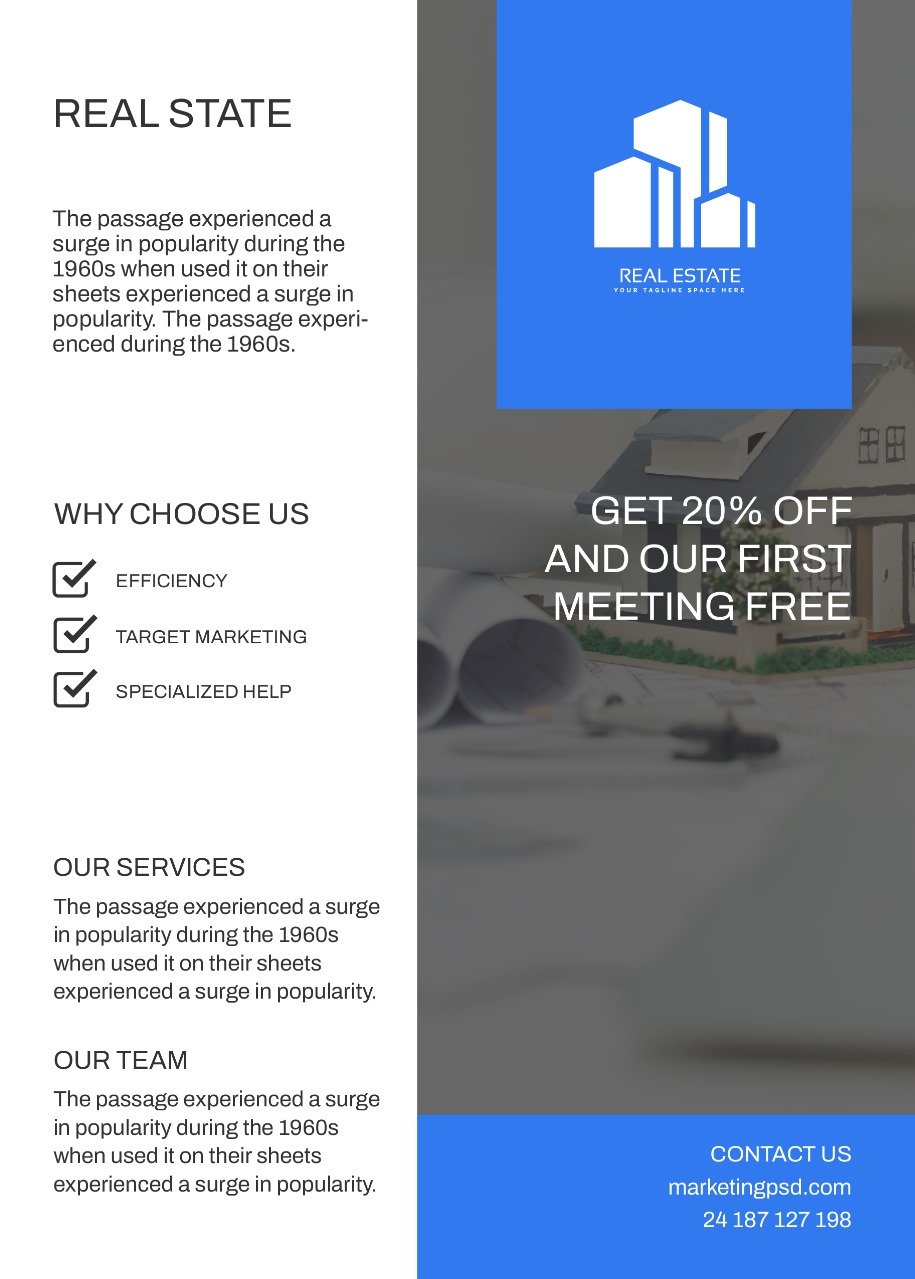 REAL STATE
The passage experienced a
surge in popularity during the
1960s when used it on their
sheets experienced a surge in
popularity. The passage experi-
enced during the 1960s.
WHY CHOOSE US
EFFICIENCY
TARGET MARKETING
SPECIALIZED HELP
OUR SERVICES
The passage experienced a surge
in popularity during the 1960s
when used it on their sheets
experienced a surge in popularity.
OUR TEAM
The passage experienced a surge
in popularity during the 1960s
when used it on their sheets
experienced a surge in popularity.
REAL ESTATE
YOUR TAGLINE SPACE HERE
GET 20% OFF
AND OUR FIRST
MEETING FREE
CONTACT US
marketingpsd.com
24 187 127 198